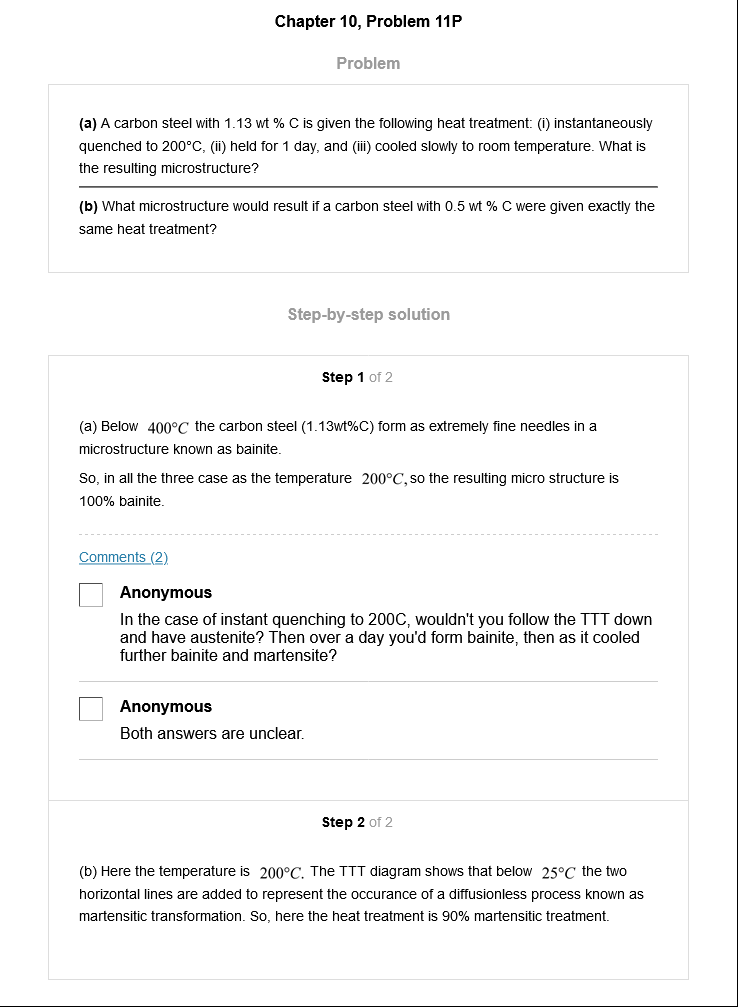 Chapter 10, Problem 11P
Problem
(a) A carbon steel with 1.13 wt % C is given the following heat treatment: (i) instantaneously
quenched to 200°C, (ii) held for 1 day, and (iii) cooled slowly to room temperature. What is
the resulting microstructure?
(b) What microstructure would result if a carbon steel with 0.5 wt % C were given exactly the
same heat treatment?
Step-by-step solution
Step 1 of 2
(a) Below 400°C the carbon steel (1.13wt%C) form as extremely fine needles in a
microstructure known as bainite.
So, in all the three case as the temperature 200°C, so the resulting micro structure is
100% bainite.
Comments (2)
Anonymous
In the case of instant quenching to 200C, wouldn't you follow the TTT down
and have austenite? Then over a day you'd form bainite, then as it cooled
further bainite and martensite?
Anonymous
Both answers are unclear.
Step 2 of 2
(b) Here the temperature is 200°C. The TTT diagram shows that below 25°C the two
horizontal lines are added to represent the occurance of a diffusionless process known as
martensitic transformation. So, here the heat treatment is 90% martensitic treatment.